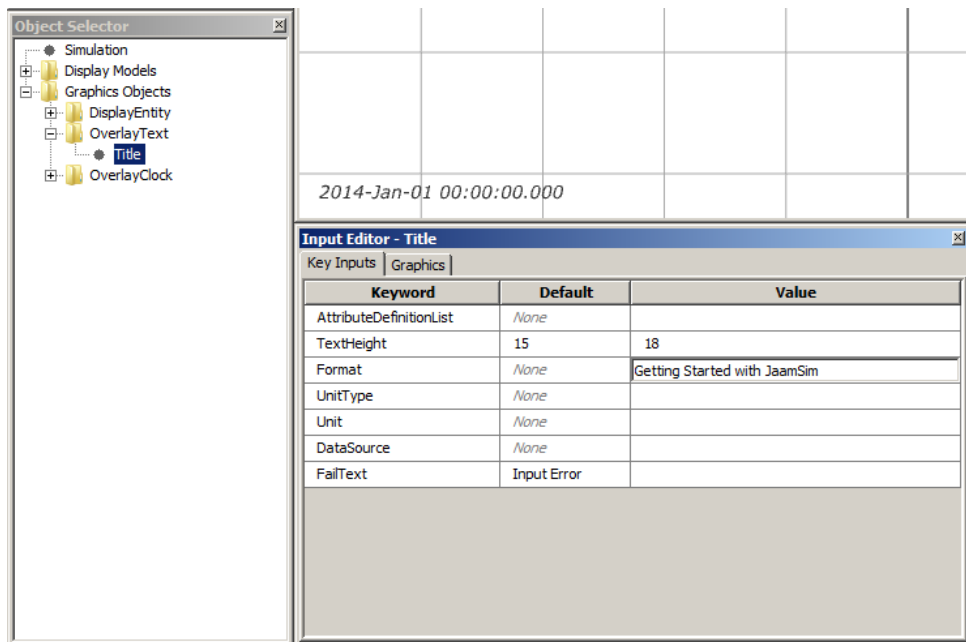 Object Selector
Simulation
Display Models
Graphics Objects
DisplayEntity
OverlayText
Title
OverlayClock
2014-Jan-01 00:00:00.000
Input Editor - Title
Key Inputs Graphics
Keyword Default Value
AttributeDefinitionList None
TextHeight 15 18
Format None Getting Started with JaamSim
UnitType None
Unit None
DataSource None
FailText Input Error